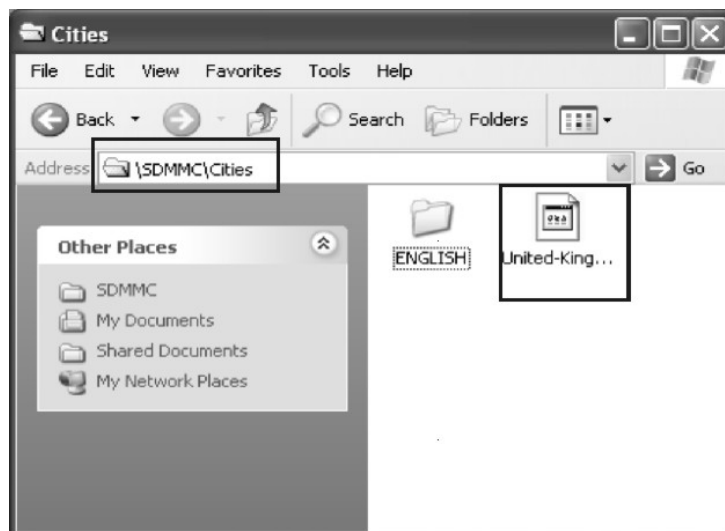 Cities
File Edit View Favorites Tools Help
Back Search Folders
Address \SDMMC\Cities Go
Other Places
SDMMC
My Documents
Shared Documents
My Network Places
ENGLISH United-King...